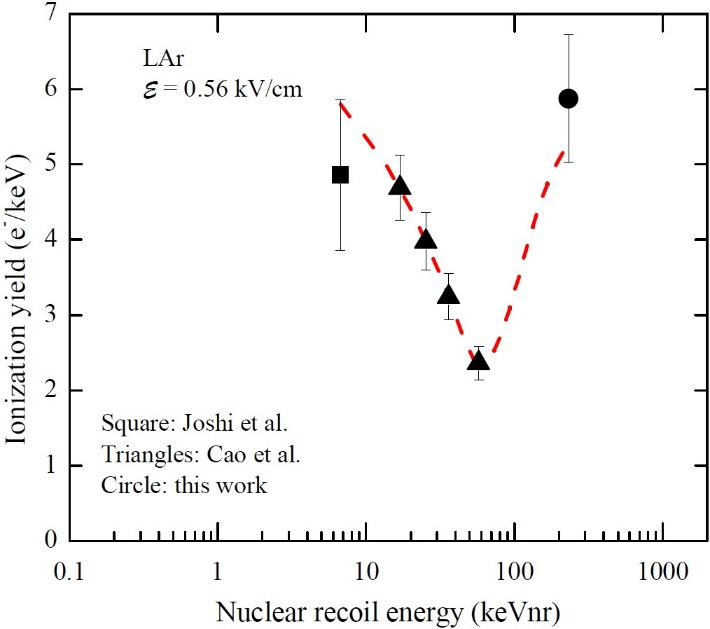 7
6
5
4
3
2
1
0
Ionization yield (e⁻/keV)
LAr
ℰ = 0.56 kV/cm
Square: Joshi et al.
Triangles: Cao et al.
Circle: this work
0.1 1 10 100 1000
Nuclear recoil energy (keVnr)